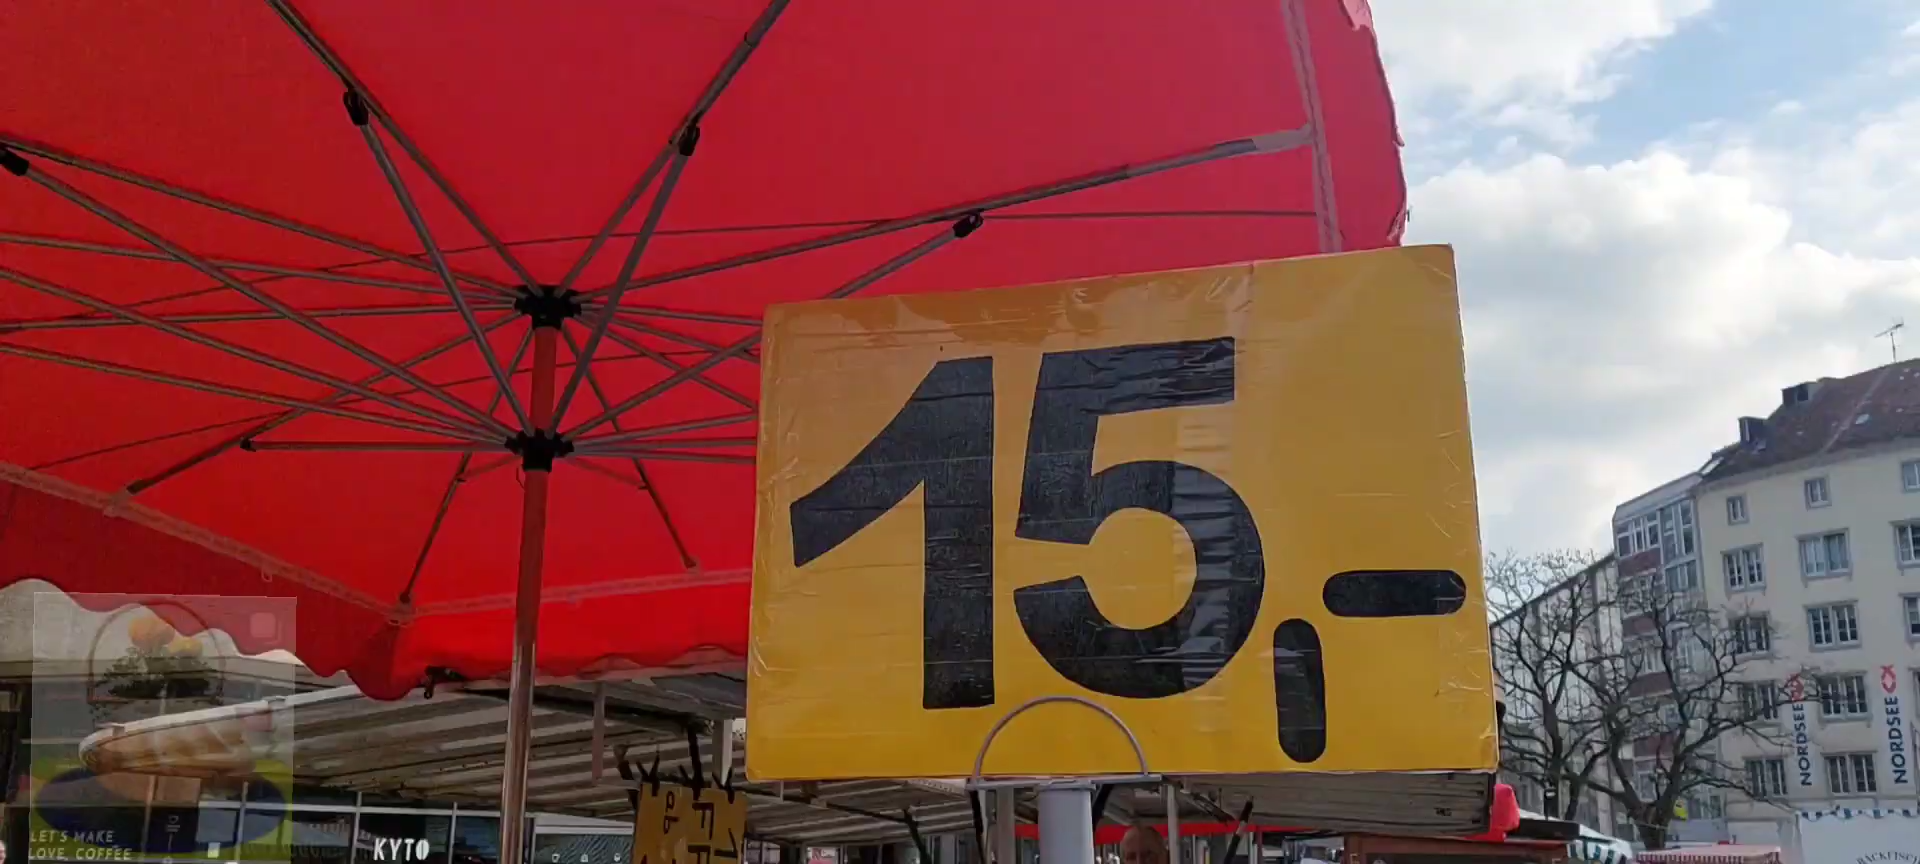 15,-
NORDSEE
NORDSEE
LET'S MAKE
LOVE, COFFEE
KYTO